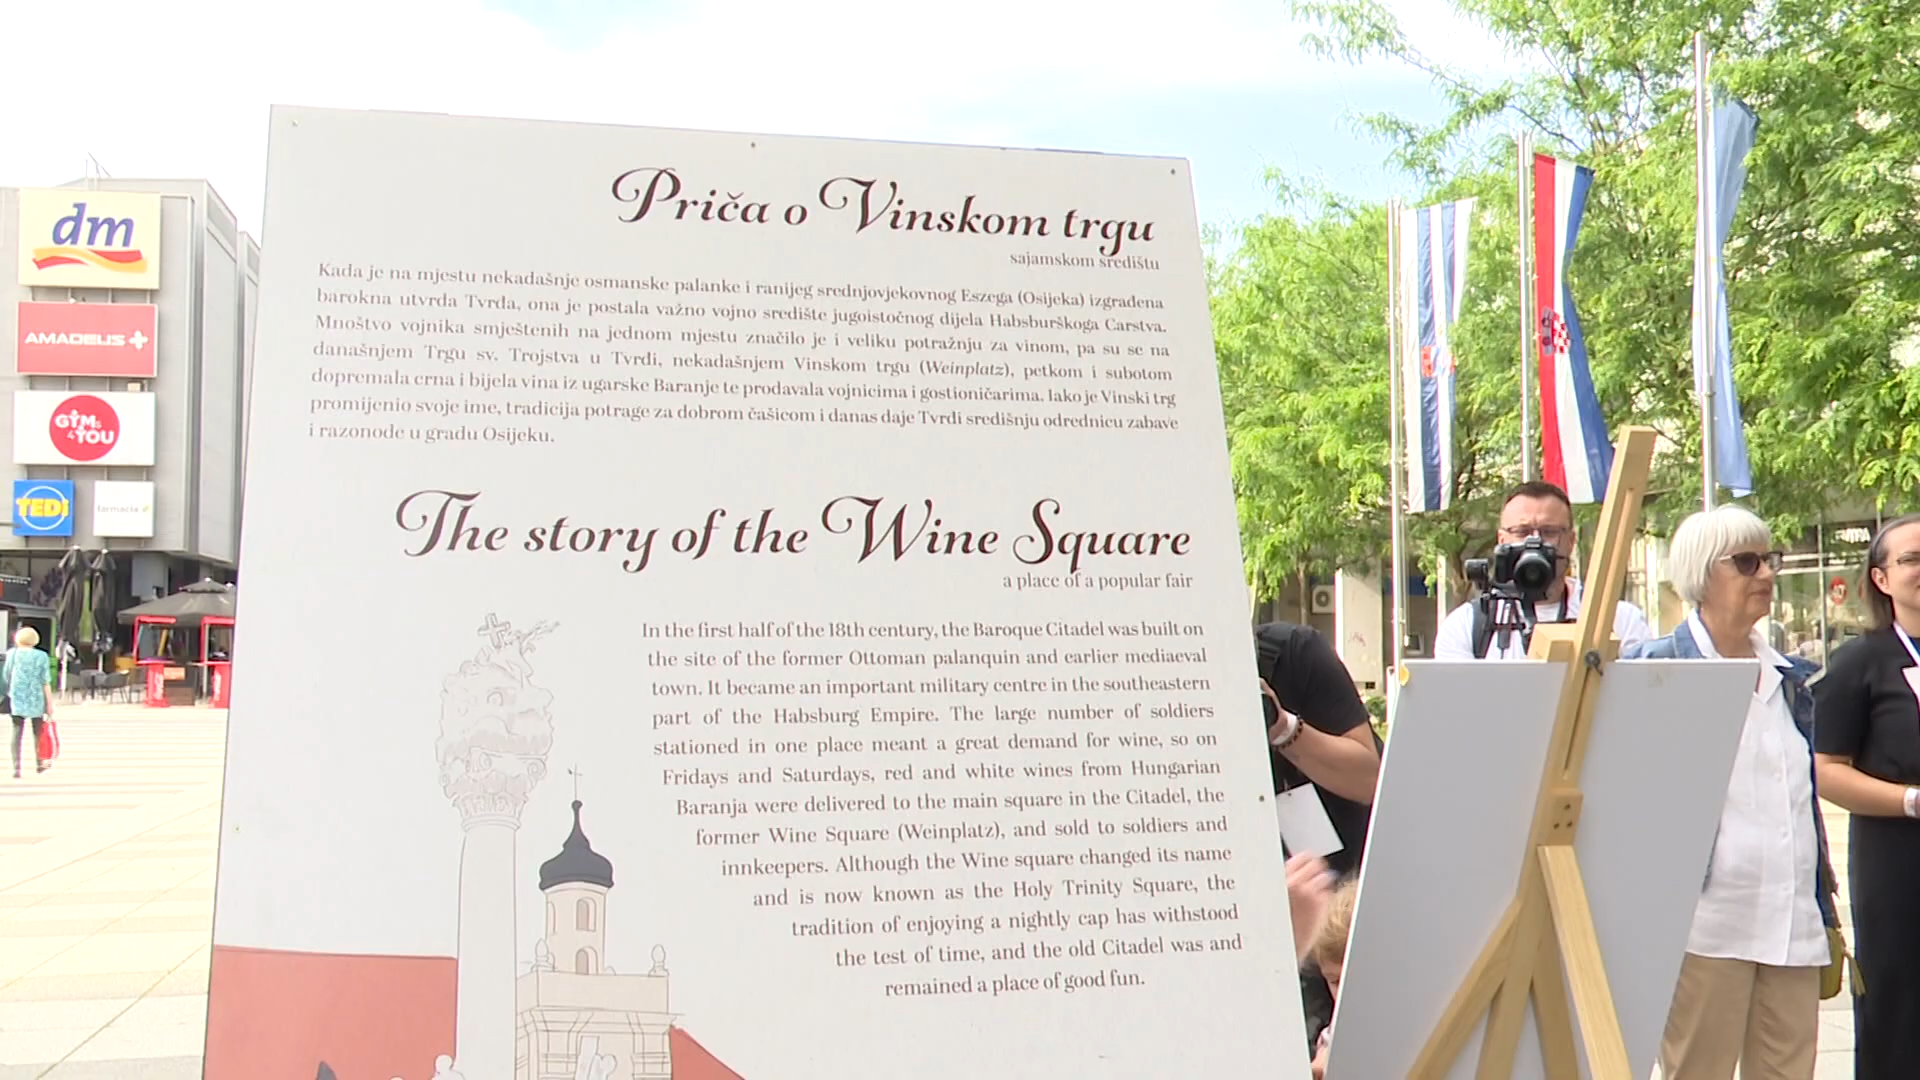 dm
AMADEUS
GYMS
4YOU
TEDi
farmacia
Priča o Vinskom trgu
sajamskom središtu
Kada je na mjestu nekadašnje osmanske palanke i ranijeg srednjovjekovnog Eszega (Osijeka) izgrađena
barokna utvrda Tvrđa, ona je postala važno vojno središte jugoistočnog dijela Habsburškoga Carstva.
Mnoštvo vojnika smještenih na jednom mjestu značilo je i veliku potražnju za vinom, pa su se na
današnjem Trgu sv. Trojstva u Tvrđi, nekadašnjem Vinskom trgu (Weinplatz), petkom i subotom
dopremala crna i bijela vina iz ugarske Baranje te prodavala vojnicima i gostioničarima. Iako je Vinski trg
promijenio svoje ime, tradicija potrage za dobrom čašicom i danas daje Tvrđi središnju odrednicu zabave
i razonode u gradu Osijeku.
The story of the Wine Square
a place of a popular fair
In the first half of the 18th century, the Baroque Citadel was built on
the site of the former Ottoman palanquin and earlier mediaeval
town. It became an important military centre in the southeastern
part of the Habsburg Empire. The large number of soldiers
stationed in one place meant a great demand for wine, so on
Fridays and Saturdays, red and white wines from Hungarian
Baranja were delivered to the main square in the Citadel, the
former Wine Square (Weinplatz), and sold to soldiers and
innkeepers. Although the Wine square changed its name
and is now known as the Holy Trinity Square, the
tradition of enjoying a nightly cap has withstood
the test of time, and the old Citadel was and
remained a place of good fun.